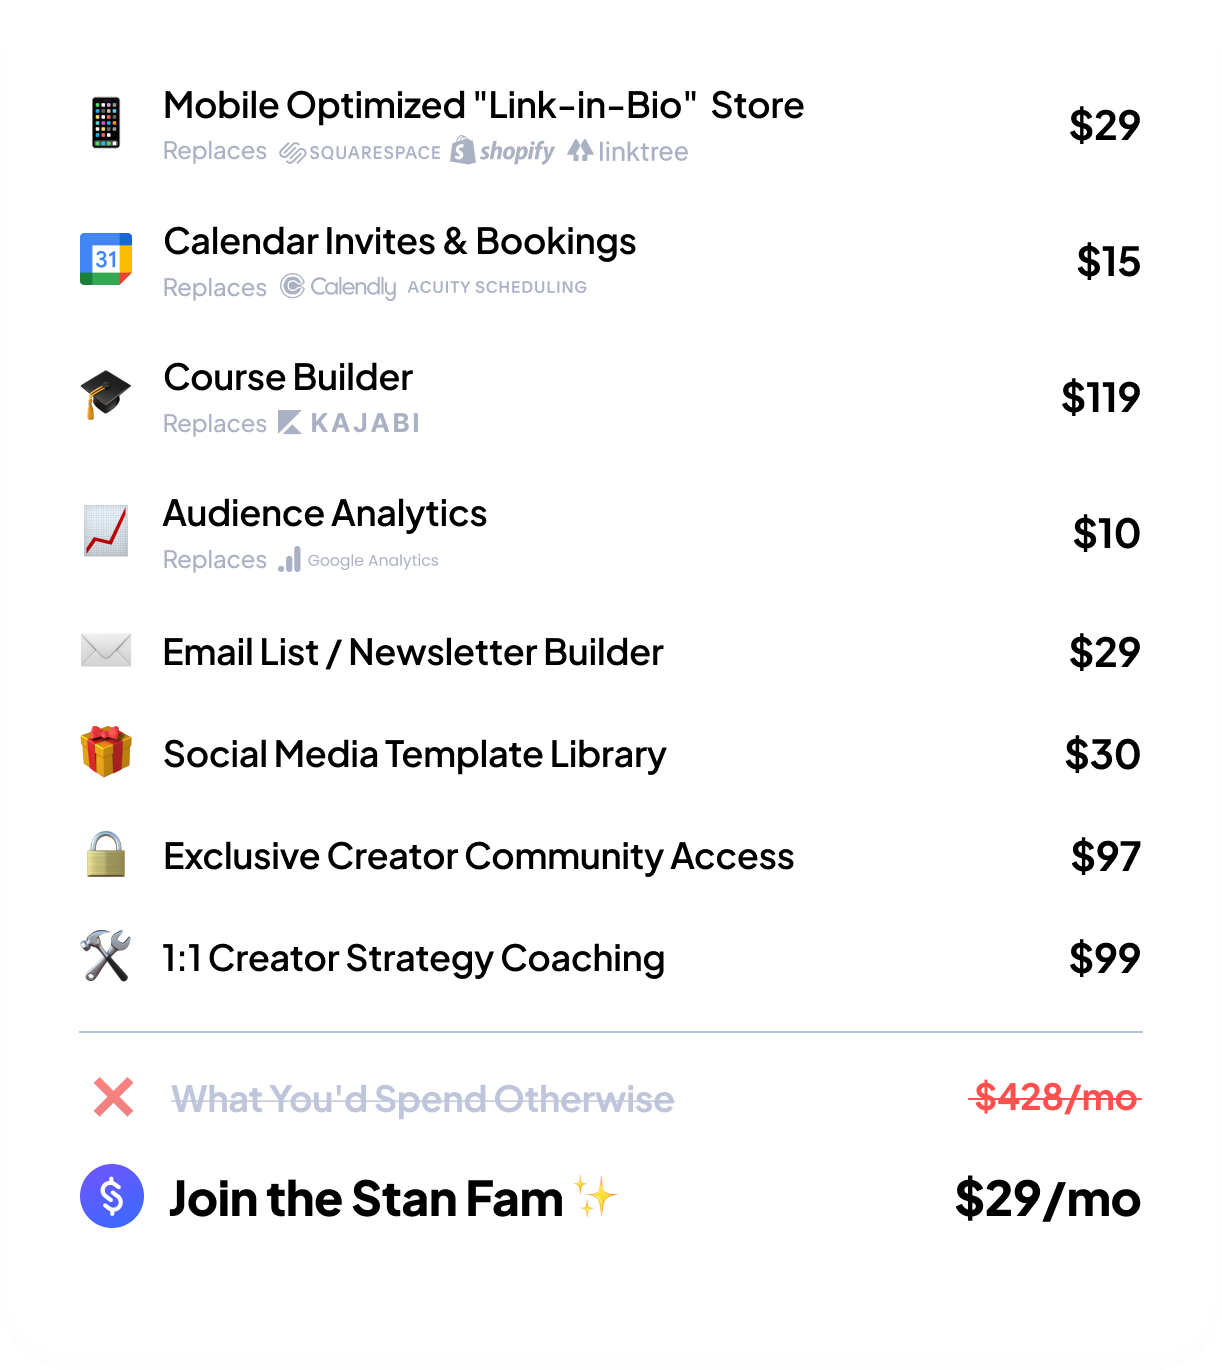 Mobile Optimized "Link-in-Bio" Store
$29
Replaces SQUARESPACE shopify linktree
31
Calendar Invites & Bookings
$15
Replaces Calendly ACUITY SCHEDULING
Course Builder
$119
Replaces KAJABI
Audience Analytics
$10
Replaces Google Analytics
Email List / Newsletter Builder
$29
Social Media Template Library
$30
Exclusive Creator Community Access
$97
1:1 Creator Strategy Coaching
$99
What You'd Spend Otherwise
$428/mo
$
Join the Stan Fam ✨
$29/mo